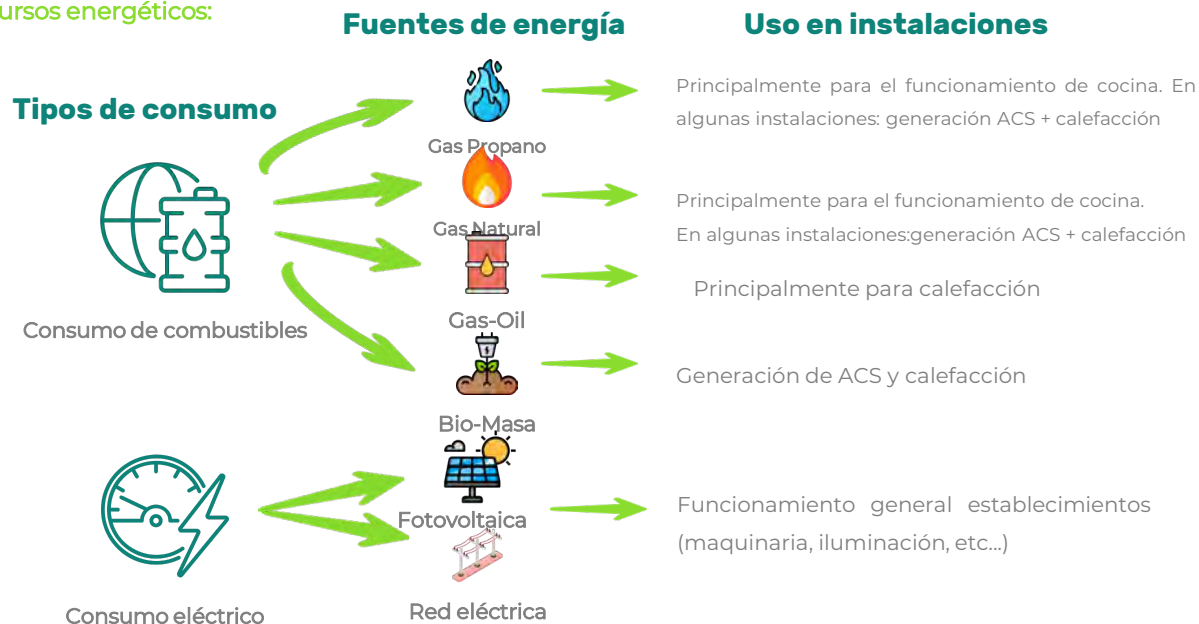 ursos energéticos:
Fuentes de energía
Uso en instalaciones
Tipos de consumo
Gas Propano
Principalmente para el funcionamiento de cocina. En
algunas instalaciones: generación ACS + calefacción
Gas Natural
Principalmente para el funcionamiento de cocina.
En algunas instalaciones:generación ACS + calefacción
Consumo de combustibles
Gas-Oil
Principalmente para calefacción
Bio-Masa
Generación de ACS y calefacción
Fotovoltaica
Funcionamiento general establecimientos
(maquinaria, iluminación, etc...)
Consumo eléctrico
Red eléctrica